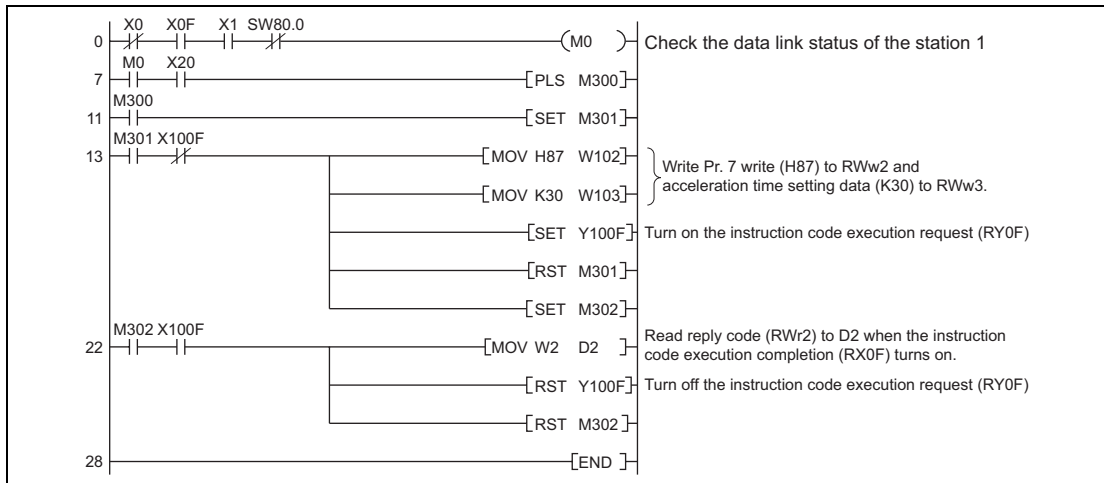 X0 X0F X1 SW80.0
0 M0 Check the data link status of the station 1
M0 X20
7 PLS M300
M300
11 SET M301
M301 X100F
13 MOV H87 W102
Write Pr. 7 write (H87) to RWw2 and
acceleration time setting data (K30) to RWw3.
MOV K30 W103
SET Y100F Turn on the instruction code execution request (RY0F)
RST M301
SET M302
M302 X100F
22 MOV W2 D2
Read reply code (RWr2) to D2 when the instruction
code execution completion (RX0F) turns on.
RST Y100F Turn off the instruction code execution request (RY0F)
RST M302
28 END